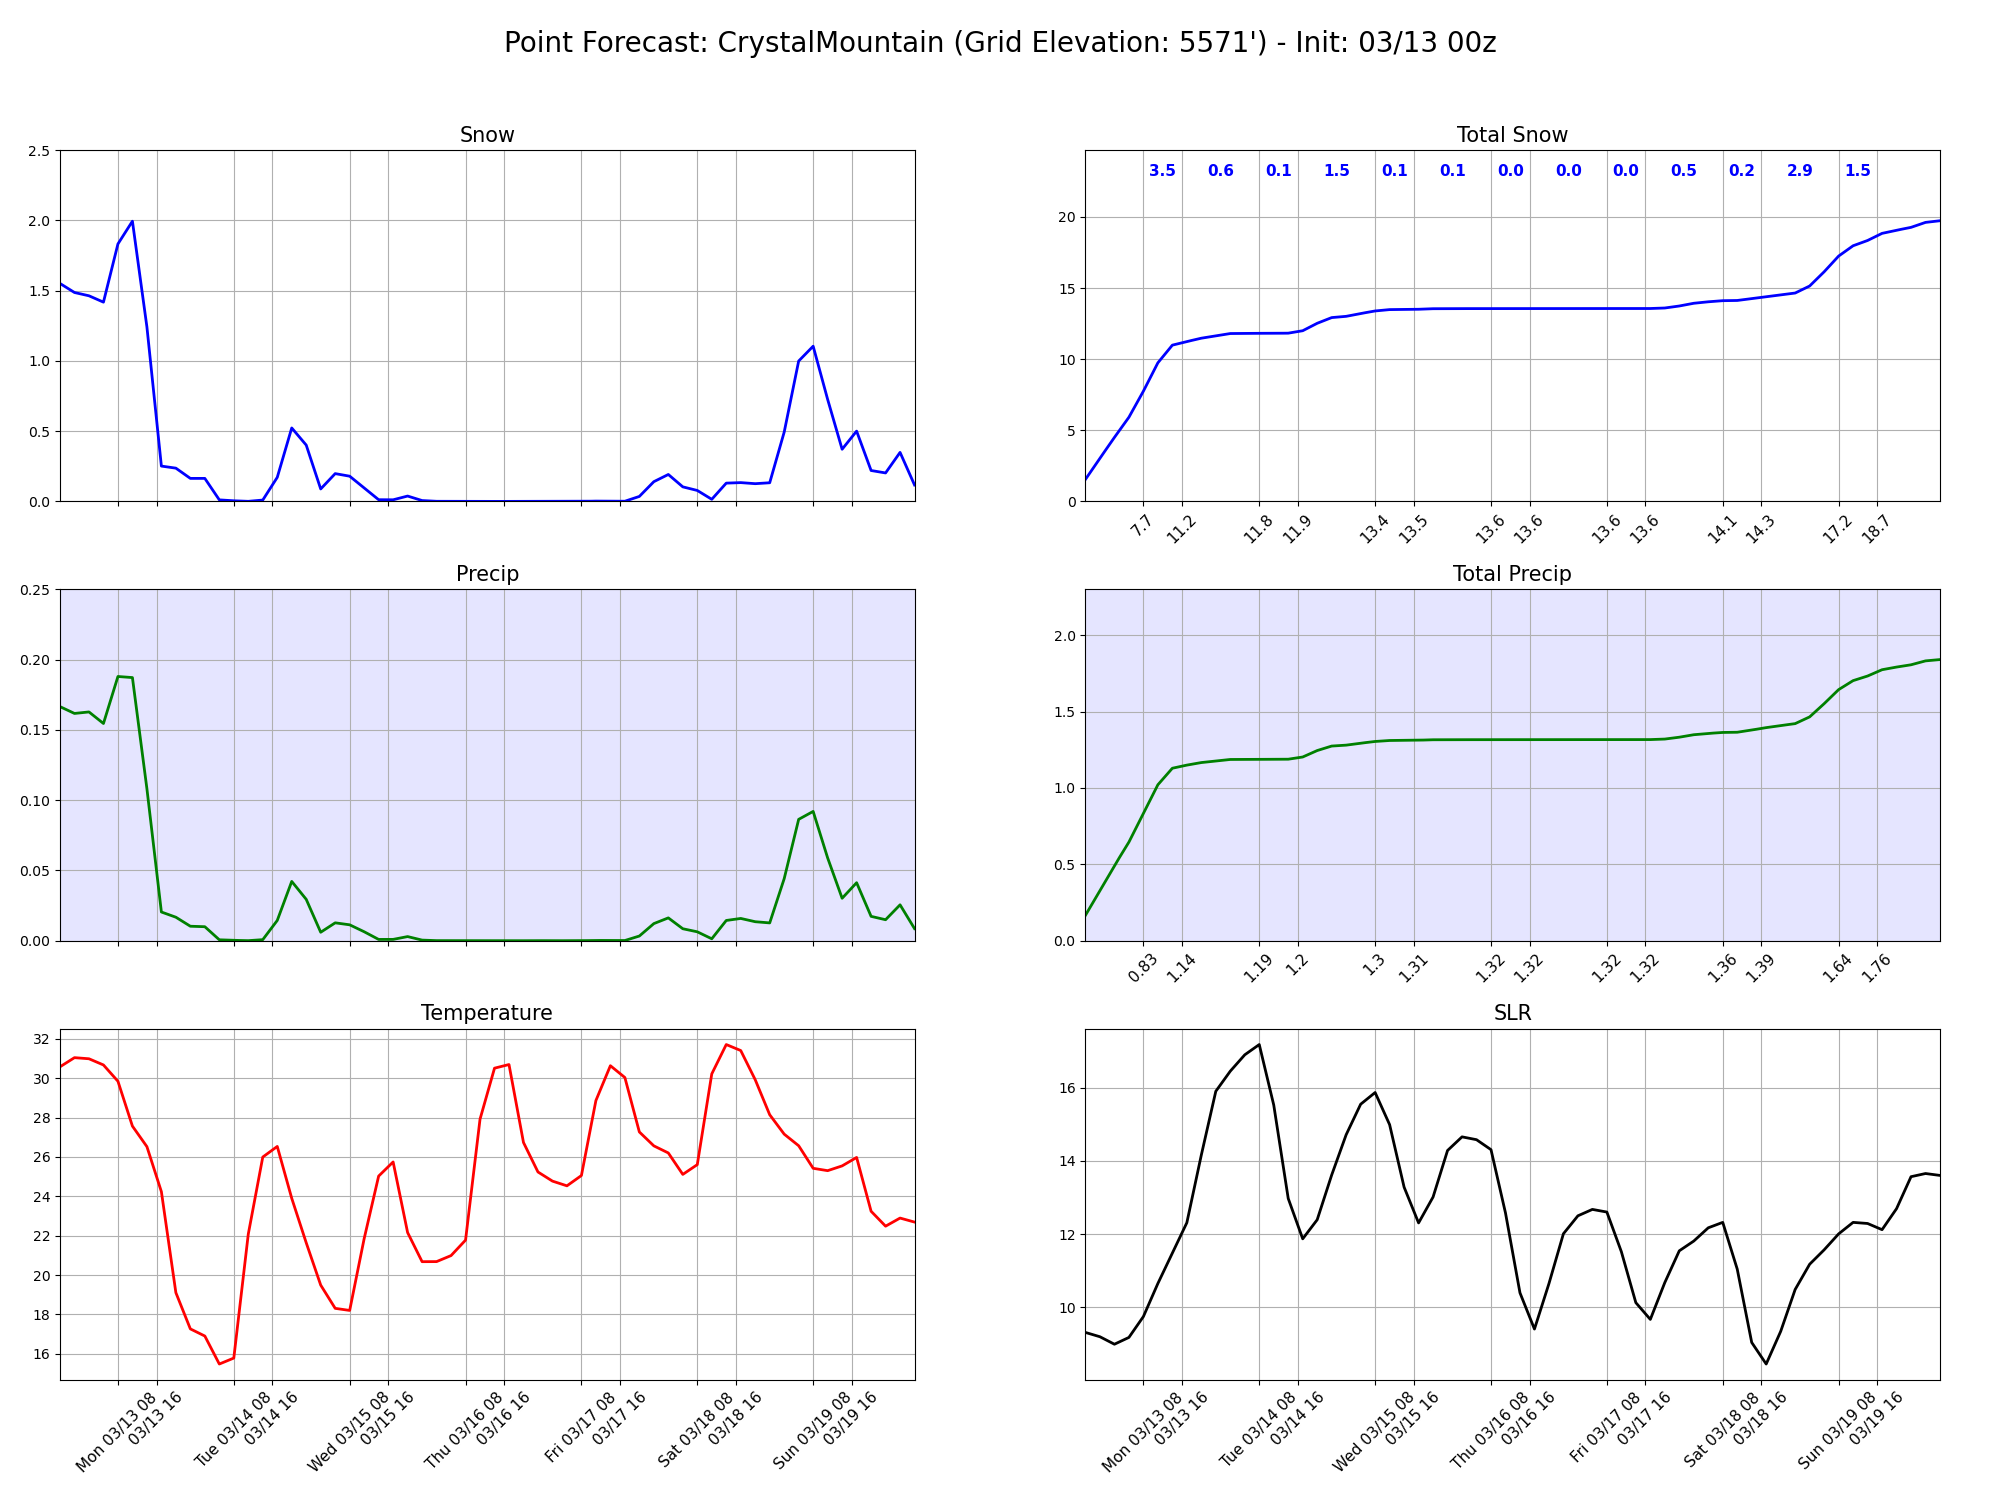 Point Forecast: CrystalMountain (Grid Elevation: 5571') - Init: 03/13 00z
Snow
2.5
2.0
1.5
1.0
0.5
0.0
Total Snow
3.5 0.6 0.1 1.5 0.1 0.1 0.0 0.0 0.0 0.5 0.2 2.9 1.5
20
15
10
5
0
7.7 11.2 11.8 11.9 13.4 13.5 13.6 13.6 13.6 13.6 14.1 14.3 17.2 18.7
Precip
0.25
0.20
0.15
0.10
0.05
0.00
Total Precip
2.0
1.5
1.0
0.5
0.0
0.83 1.14 1.19 1.2 1.3 1.31 1.32 1.32 1.32 1.32 1.36 1.39 1.64 1.76
Temperature
32
30
28
26
24
22
20
18
16
Mon 03/13 08
03/13 16
Tue 03/14 08
03/14 16
Wed 03/15 08
03/15 16
Thu 03/16 08
03/16 16
Fri 03/17 08
03/17 16
Sat 03/18 08
03/18 16
Sun 03/19 08
03/19 16
SLR
16
14
12
10
Mon 03/13 08
03/13 16
Tue 03/14 08
03/14 16
Wed 03/15 08
03/15 16
Thu 03/16 08
03/16 16
Fri 03/17 08
03/17 16
Sat 03/18 08
03/18 16
Sun 03/19 08
03/19 16